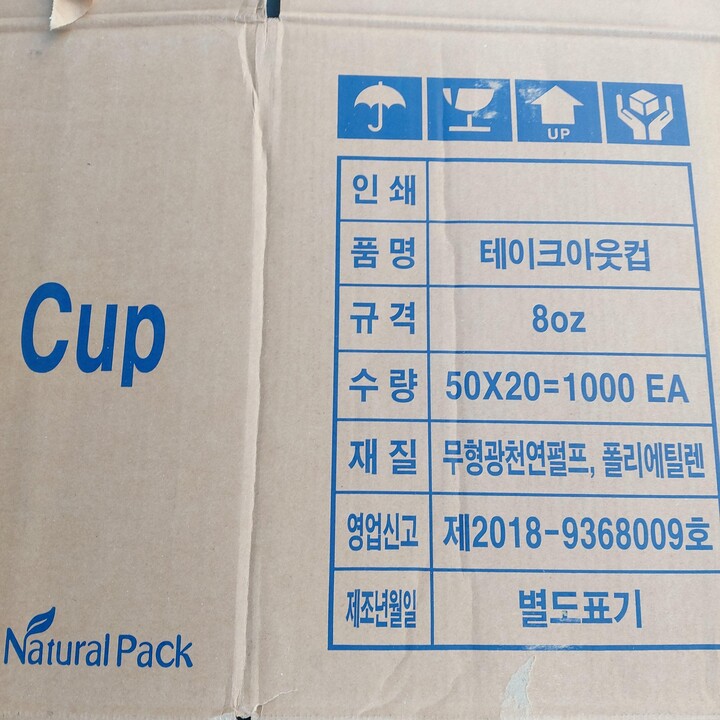 Cup
Natural Pack
UP
인쇄
품명 테이크아웃컵
규격 8oz
수량 50X20=1000 EA
재질 무형광천연펄프, 폴리에틸렌
영업신고 제2018-9368009호
제조년월일 별도표기